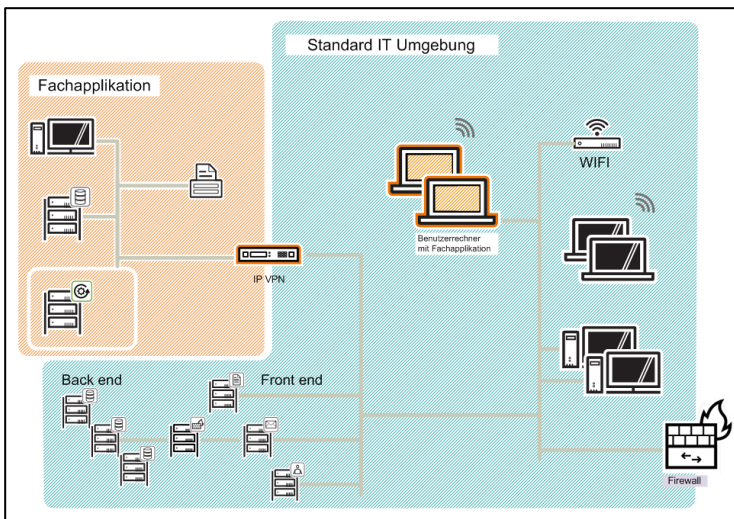 Standard IT Umgebung
Fachapplikation
WIFI
Benutzerrechner
mit Fachapplikation
IP VPN
Back end
Front end
Firewall